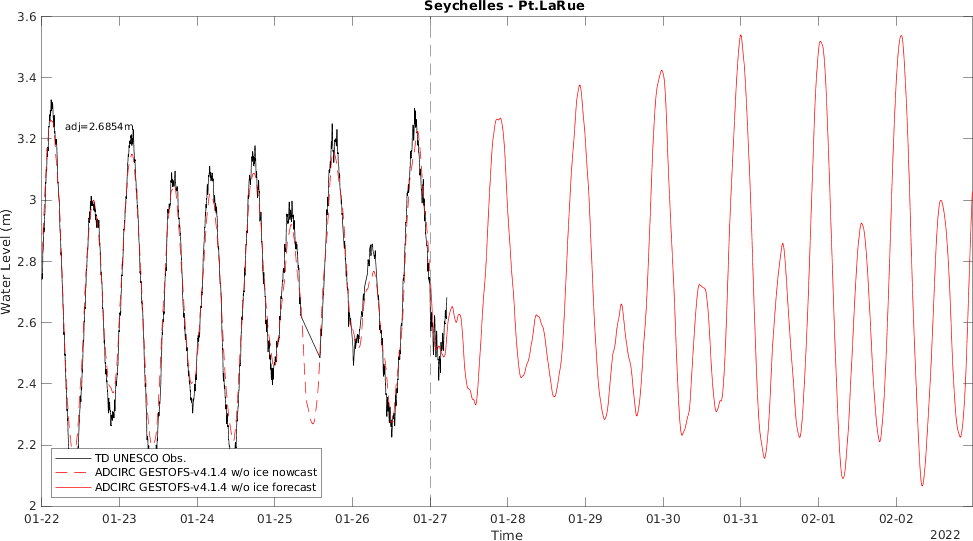 Seychelles - Pt.LaRue
3.6
3.4
3.2
3
2.8
2.6
2.4
2.2
2
Water Level (m)
adj=2.6854m
TD UNESCO Obs.
ADCIRC GESTOFS-v4.1.4 w/o ice nowcast
ADCIRC GESTOFS-v4.1.4 w/o ice forecast
01-22 01-23 01-24 01-25 01-26 01-27 01-28 01-29 01-30 01-31 02-01 02-02
Time
2022